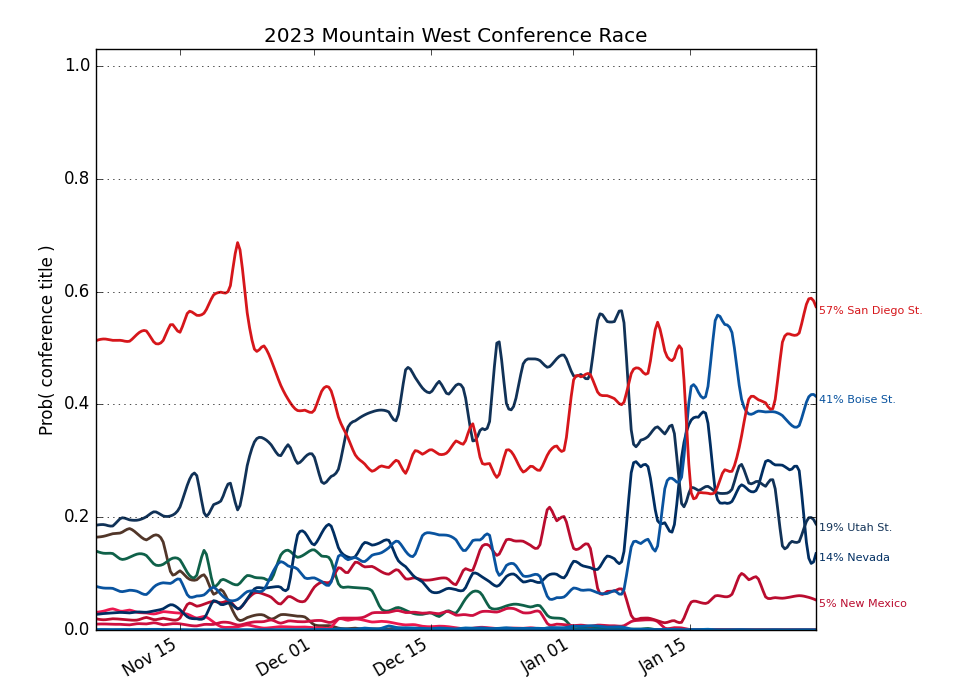 2023 Mountain West Conference Race
Prob( conference title )
1.0
0.8
0.6
0.4
0.2
0.0
57% San Diego St.
41% Boise St.
19% Utah St.
14% Nevada
5% New Mexico
Nov 15
Dec 01
Dec 15
Jan 01
Jan 15